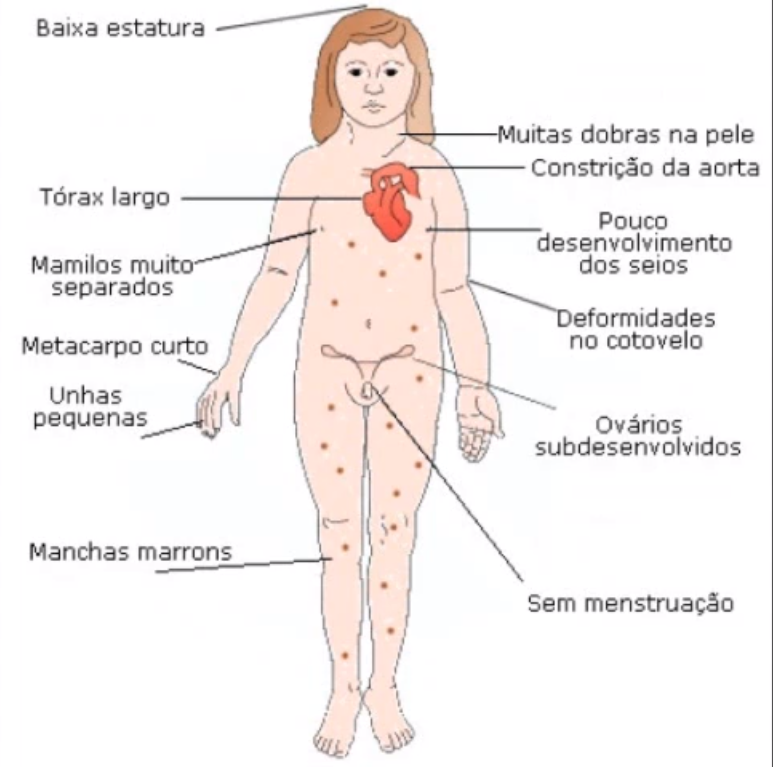 Baixa estatura
Muitas dobras na pele
Constrição da aorta
Tórax largo
Pouco
desenvolvimento
dos seios
Mamilos muito
separados
Deformidades
no cotovelo
Metacarpo curto
Unhas
pequenas
Ovários
subdesenvolvidos
Manchas marrons
Sem menstruação